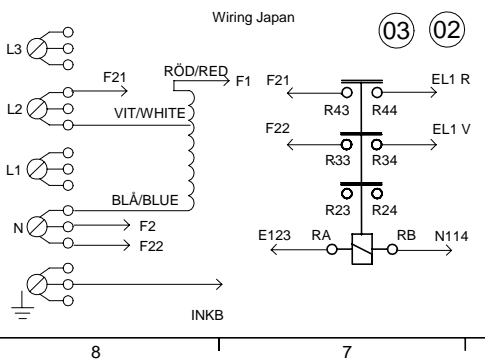 Wiring Japan
03 02
L3
F21 RÖD/RED F1 F21 EL1 R
L2
VIT/WHITE R43 R44
F22 EL1 V
R33 R34
L1
BLÅ/BLUE R23 R24
N F2
F22 E123 RA RB N114
INKB
8 7